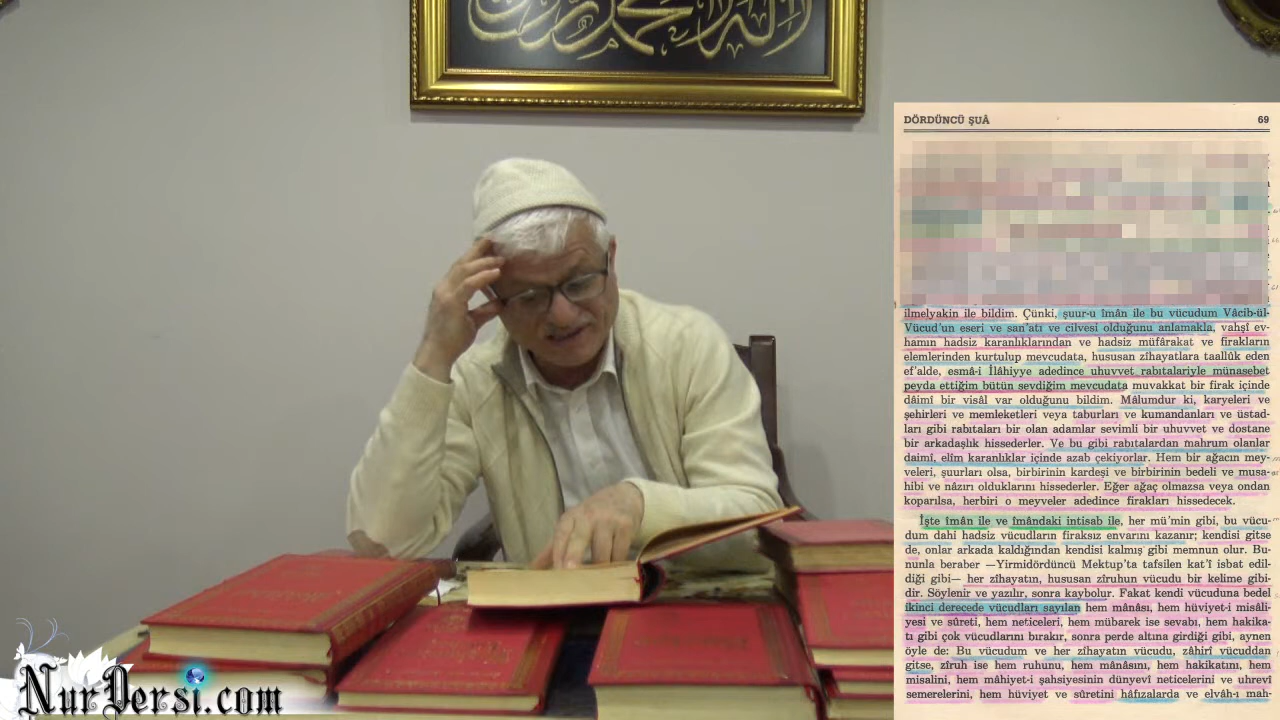 الله محمد رسول
DÖRDÜNCÜ ŞUÂ 69
ilmelyakin ile bildim. Çünki, şuur-u îmân ile bu vücudum Vâcib-ül-
Vücud'un eseri ve san'atı ve cilvesi olduğunu anlamakla, vahşî ev-
hamın hadsiz karanlıklarından ve hadsiz müfârakat ve firakların
elemlerinden kurtulup mevcudata, hususan zîhayatlara taallûk eden
ef'alde, esmâ-i İlâhiyye adedince uhuvvet rabıtalariyle münasebet
peyda ettiğim bütün sevdiğim mevcudata muvakkat bir firak içinde
dâimî bir visâl var olduğunu bildim. Mâlumdur ki, karyeleri ve
şehirleri ve memleketleri veya taburları ve kumandanları ve üstad-
ları gibi rabıtaları bir olan adamlar sevimli bir uhuvvet ve dostane
bir arkadaşlık hissederler. Ve bu gibi rabıtalardan mahrum olanlar
daimî, elîm karanlıklar içinde azab çekiyorlar. Hem bir ağacın mey-
veleri, şuurları olsa, birbirinin kardeşi ve birbirinin bedeli ve musa-
hibi ve nâzırı olduklarını hissederler. Eğer ağaç olmazsa veya ondan
koparılsa, herbiri o meyveler adedince firakları hissedecek.
İşte îmân ile ve îmândaki intisab ile, her mü'min gibi, bu vücu-
dum dahi hadsiz vücudların firaksız envarını kazanır; kendisi gitse
de, onlar arkada kaldığından kendisi kalmış gibi memnun olur. Bu-
nunla beraber —Yirmidördüncü Mektup'ta tafsilen kat'î isbat edil-
diği gibi— her zîhayatın, hususan zîruhun vücudu bir kelime gibi-
dir. Söylenir ve yazılır, sonra kaybolur. Fakat kendi vücuduna bedel
ikinci derecede vücudları sayılan hem mânâsı, hem hüviyet-i misâli-
yesi ve sûreti, hem neticeleri, hem mübarek ise sevabı, hem hakika-
tı gibi çok vücudlarını bırakır, sonra perde altına girdiği gibi, aynen
öyle de: Bu vücudum ve her zîhayatın vücudu, zâhirî vücuddan
gitse, zîruh ise hem ruhunu, hem mânâsını, hem hakikatını, hem
misalini, hem mâhiyet-i şahsiyesinin dünyevî neticelerini ve uhrevî
semerelerini, hem hüviyet ve sûretini hâfızalarda ve elvâh-ı mah-
NurDersi.com